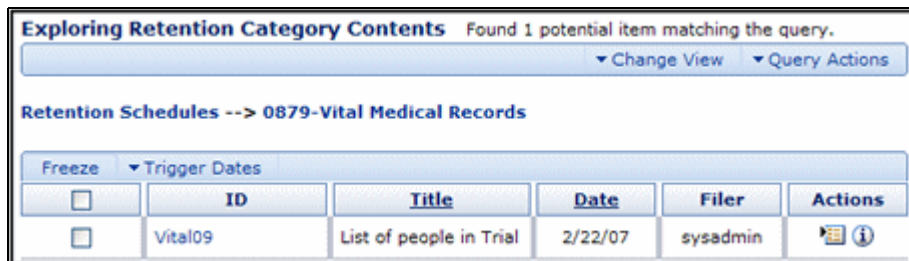 Exploring Retention Category Contents Found 1 potential item matching the query.
Change View Query Actions
Retention Schedules --> 0879-Vital Medical Records
Freeze Trigger Dates
ID Title Date Filer Actions
Vital09 List of people in Trial 2/22/07 sysadmin